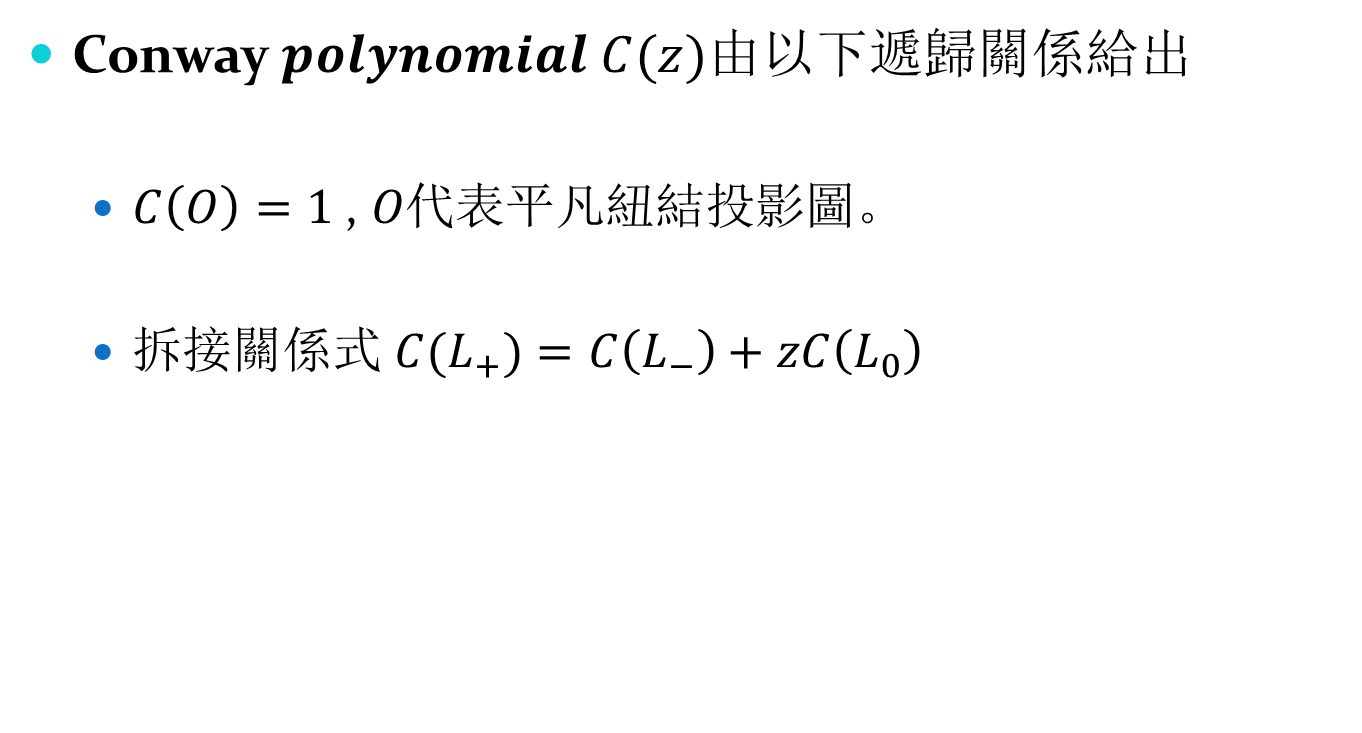 • Conway polynomial C(z)由以下遞歸關係給出
• C(O) = 1 , O代表平凡紐結投影圖。
• 拆接關係式 C(L₊) = C(L₋) + zC(L₀)